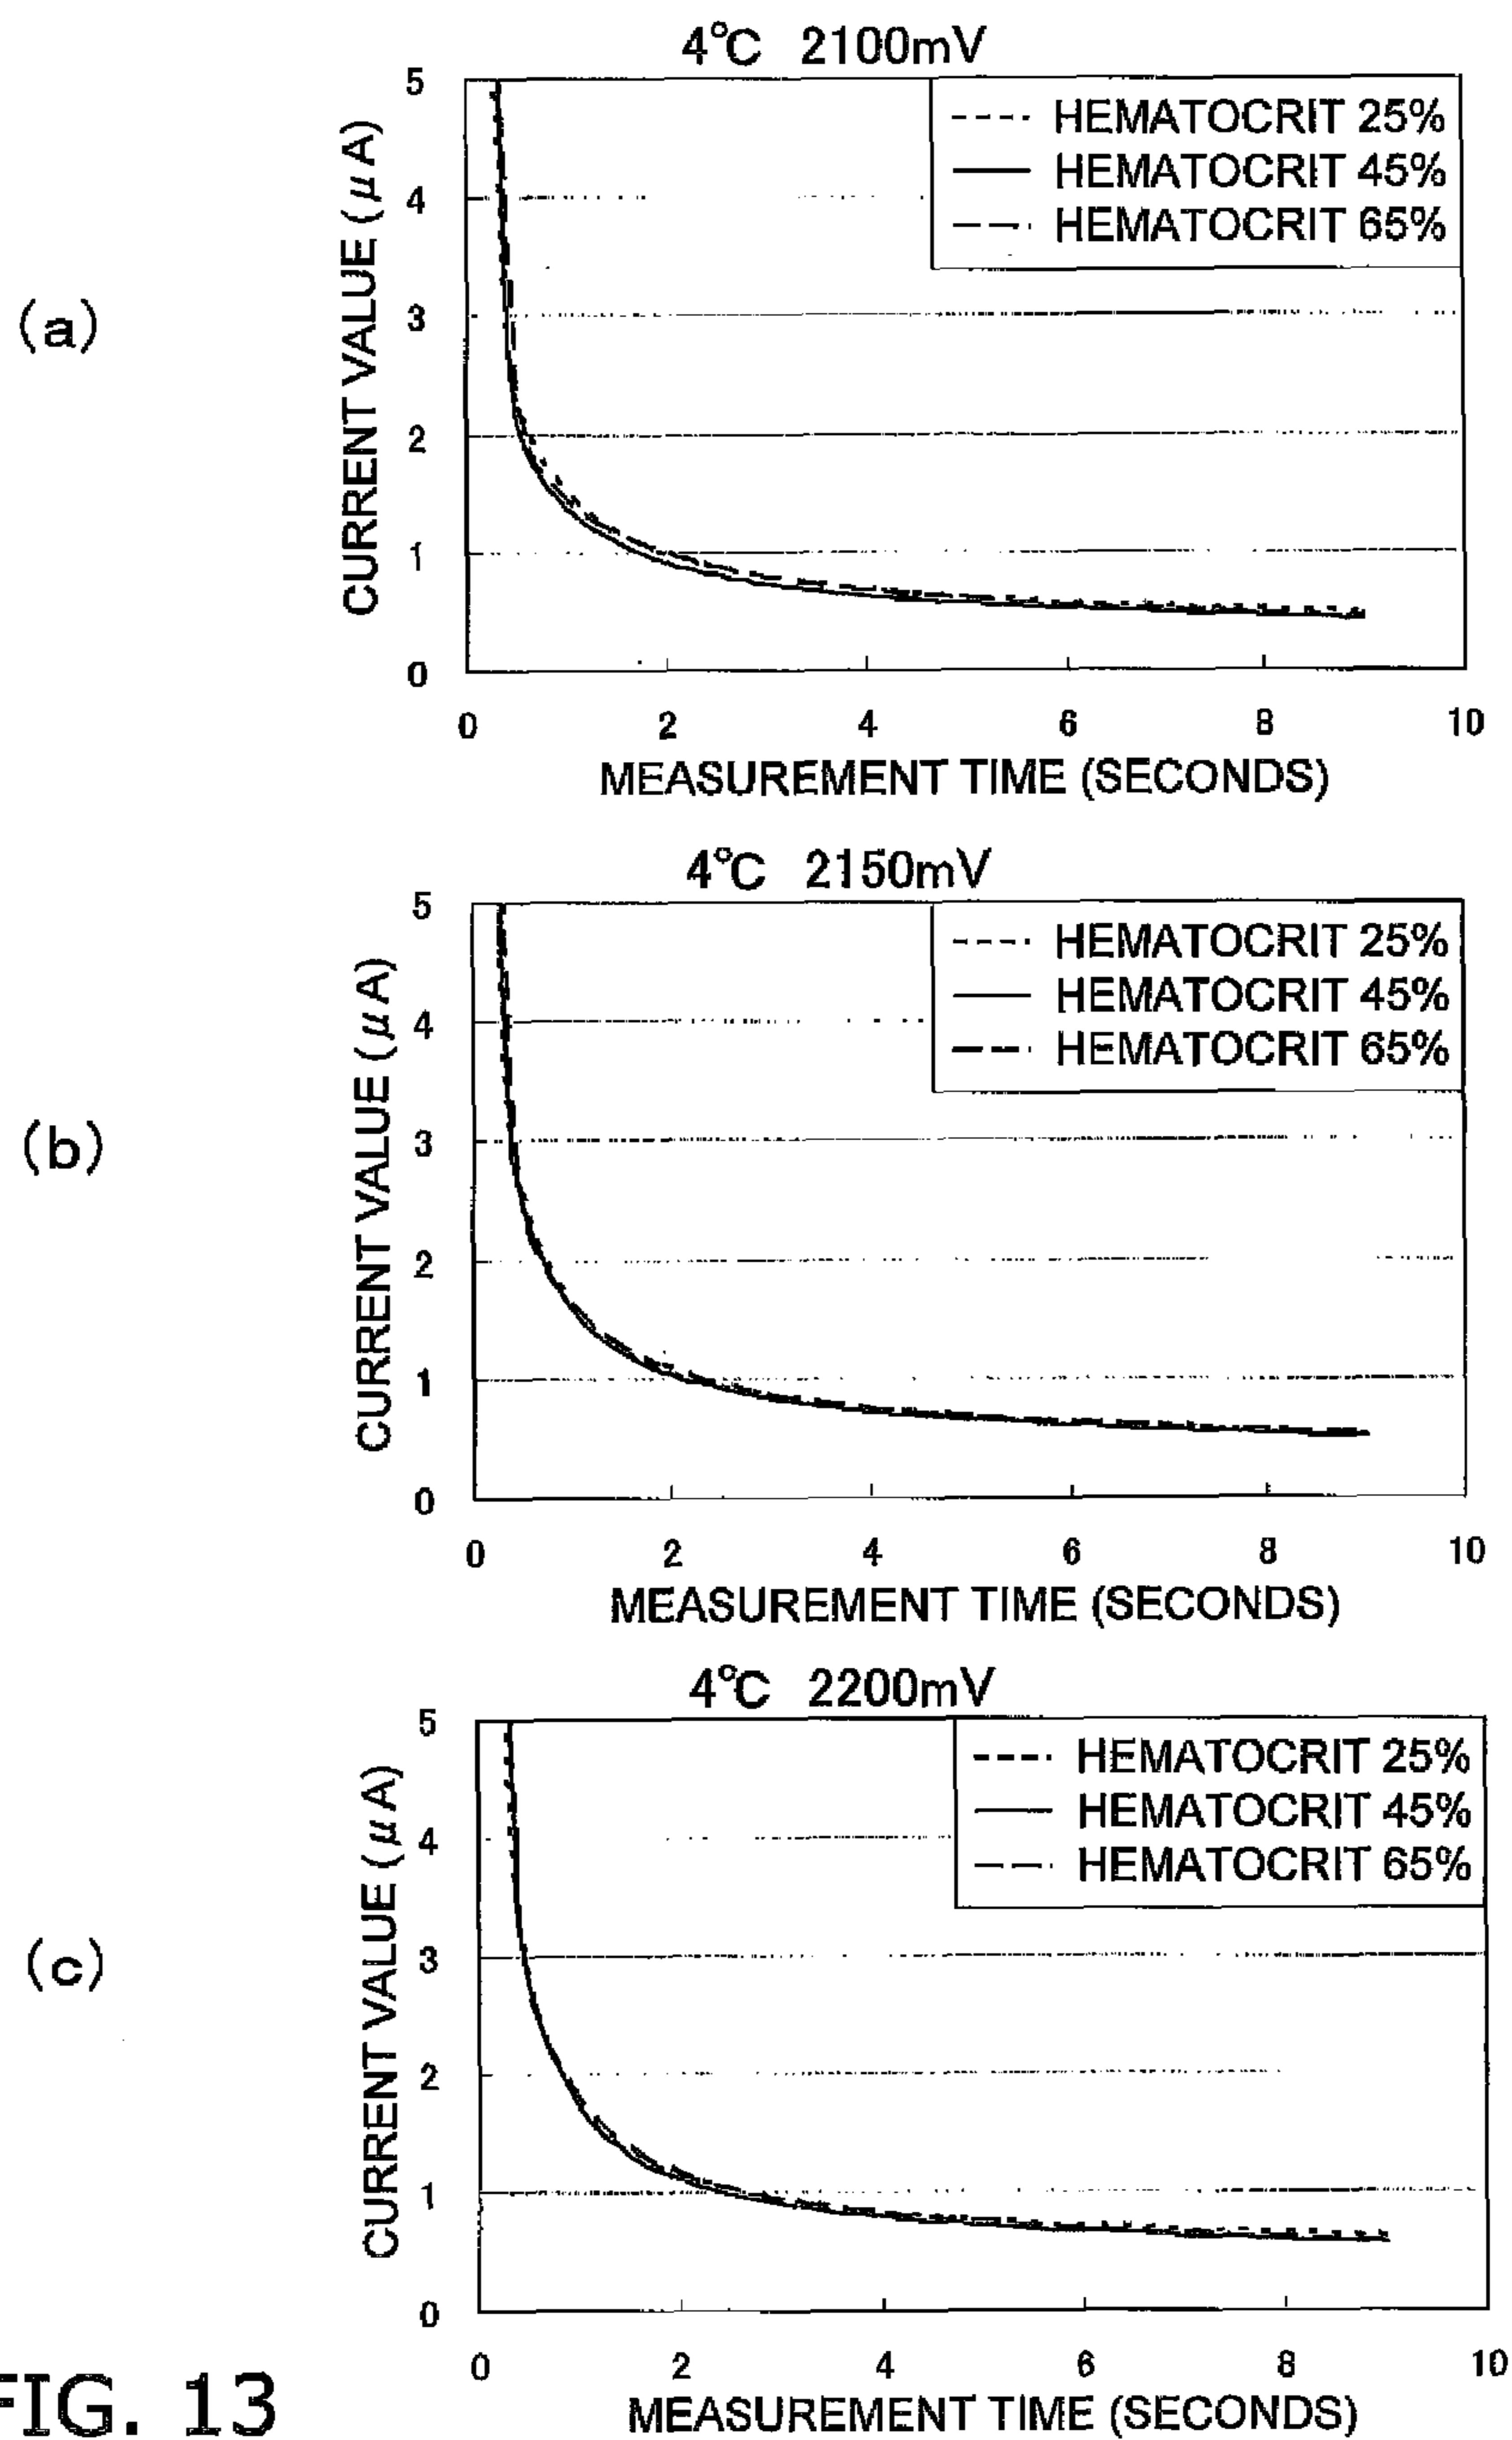 4℃ 2100mV
5
4
3
2
1
0
CURRENT VALUE (μA)
HEMATOCRIT 25%
HEMATOCRIT 45%
HEMATOCRIT 65%
(a)
0 2 4 6 8 10
MEASUREMENT TIME (SECONDS)
4℃ 2150mV
5
4
3
2
1
0
CURRENT VALUE (μA)
HEMATOCRIT 25%
HEMATOCRIT 45%
HEMATOCRIT 65%
(b)
0 2 4 6 8 10
MEASUREMENT TIME (SECONDS)
4℃ 2200mV
5
4
3
2
1
0
CURRENT VALUE (μA)
HEMATOCRIT 25%
HEMATOCRIT 45%
HEMATOCRIT 65%
(c)
0 2 4 6 8 10
MEASUREMENT TIME (SECONDS)
FIG. 13